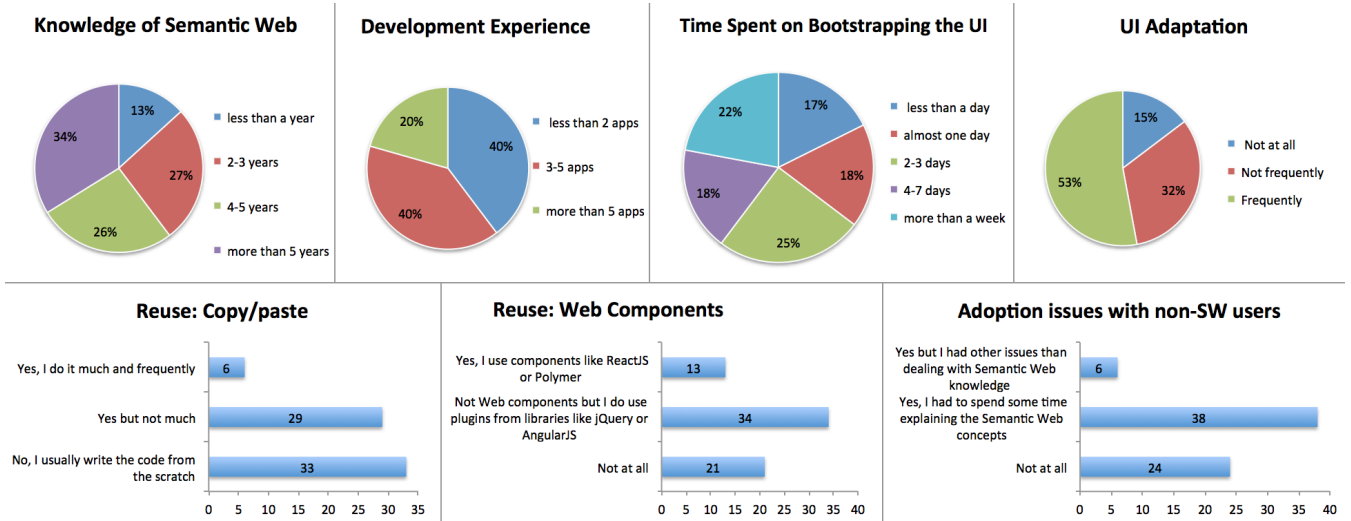 Knowledge of Semantic Web
13%
27%
26%
34%
less than a year
2-3 years
4-5 years
more than 5 years
Development Experience
40%
40%
20%
less than 2 apps
3-5 apps
more than 5 apps
Time Spent on Bootstrapping the UI
17%
18%
25%
18%
22%
less than a day
almost one day
2-3 days
4-7 days
more than a week
UI Adaptation
15%
32%
53%
Not at all
Not frequently
Frequently
Reuse: Copy/paste
Yes, I do it much and frequently
6
Yes but not much
29
No, I usually write the code from
the scratch
33
0 5 10 15 20 25 30 35
Reuse: Web Components
Yes, I use components like ReactJS
or Polymer
13
Not Web components but I do use
plugins from libraries like jQuery or
AngularJS
34
Not at all
21
0 5 10 15 20 25 30 35 40
Adoption issues with non-SW users
Yes but I had other issues than
dealing with Semantic Web
knowledge
6
Yes, I had to spend some time
explaining the Semantic Web
concepts
38
Not at all
24
0 10 20 30 40